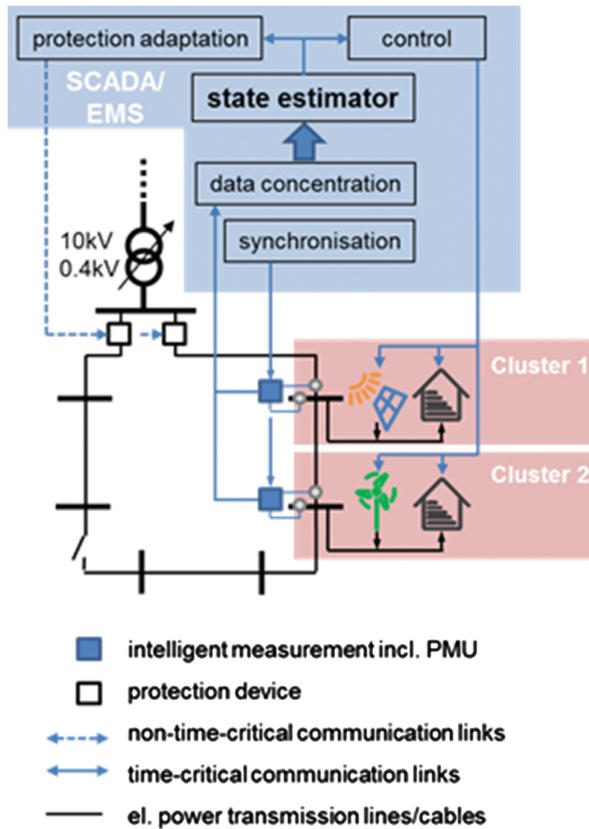 protection adaptation
control
SCADA/
EMS
state estimator
data concentration
synchronisation
10kV
0.4kV
Cluster 1
Cluster 2
intelligent measurement incl. PMU
protection device
non-time-critical communication links
time-critical communication links
el. power transmission lines/cables